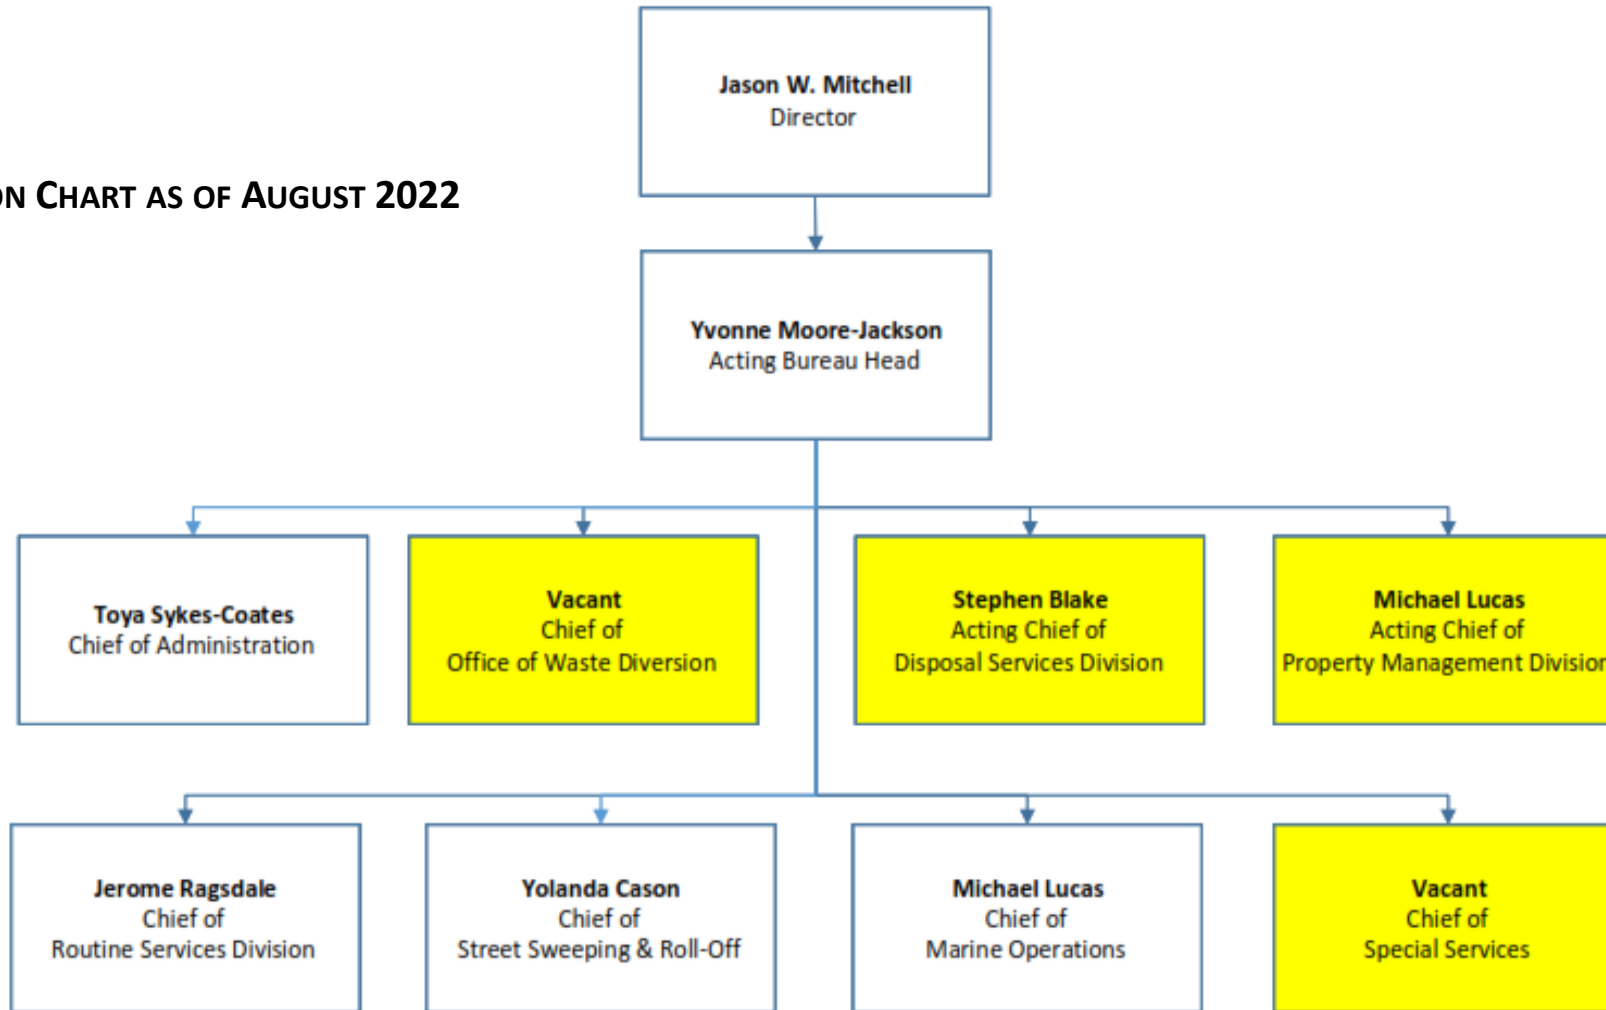 Jason W. Mitchell
Director
ON CHART AS OF AUGUST 2022
Yvonne Moore-Jackson
Acting Bureau Head
Toya Sykes-Coates
Chief of Administration
Vacant
Chief of
Office of Waste Diversion
Stephen Blake
Acting Chief of
Disposal Services Division
Michael Lucas
Acting Chief of
Property Management Division
Jerome Ragsdale
Chief of
Routine Services Division
Yolanda Cason
Chief of
Street Sweeping & Roll-Off
Michael Lucas
Chief of
Marine Operations
Vacant
Chief of
Special Services